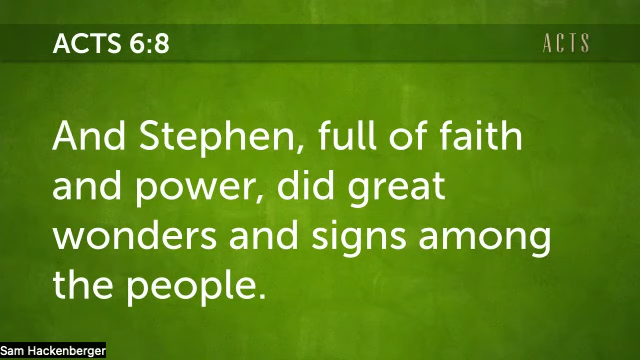 ACTS 6:8
ACTS
And Stephen, full of faith
and power, did great
wonders and signs among
the people.
Sam Hackenberger